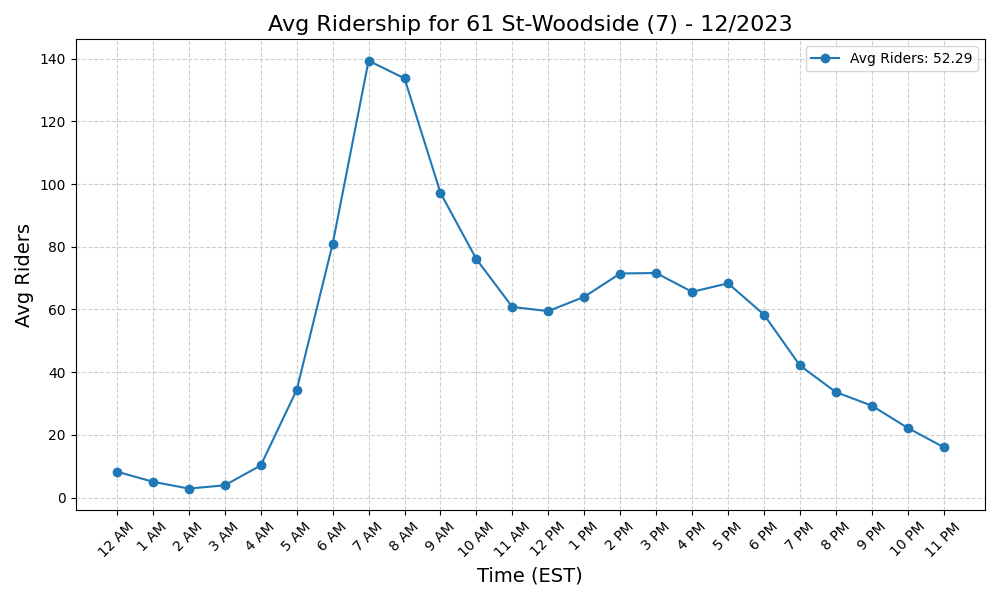 Avg Ridership for 61 St-Woodside (7) - 12/2023
Avg Riders: 52.29
Avg Riders
140
120
100
80
60
40
20
0
12 AM
1 AM
2 AM
3 AM
4 AM
5 AM
6 AM
7 AM
8 AM
9 AM
10 AM
11 AM
12 PM
1 PM
2 PM
3 PM
4 PM
5 PM
6 PM
7 PM
8 PM
9 PM
10 PM
11 PM
Time (EST)